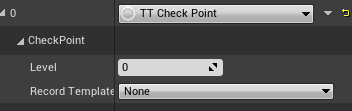 0 TT Check Point
CheckPoint
Level 0
Record Template None